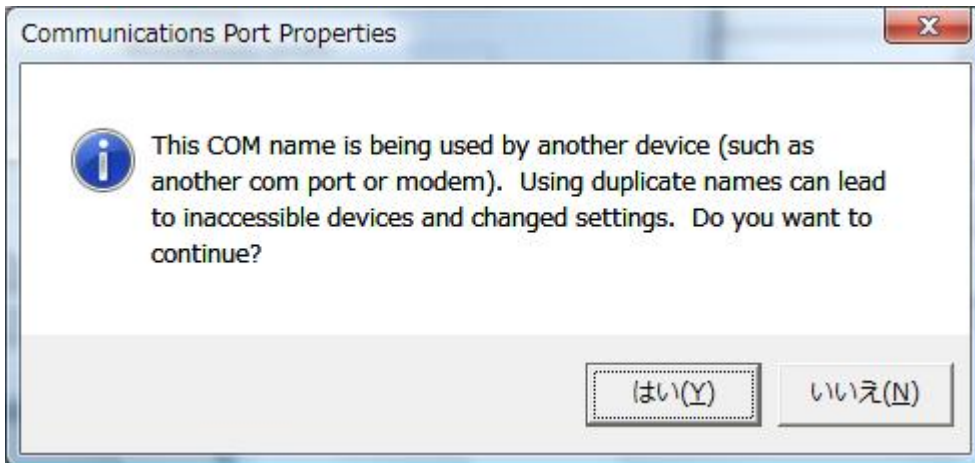 Communications Port Properties
This COM name is being used by another device (such as
another com port or modem).  Using duplicate names can lead
to inaccessible devices and changed settings.  Do you want to
continue?
はい(Y)
いいえ(N)